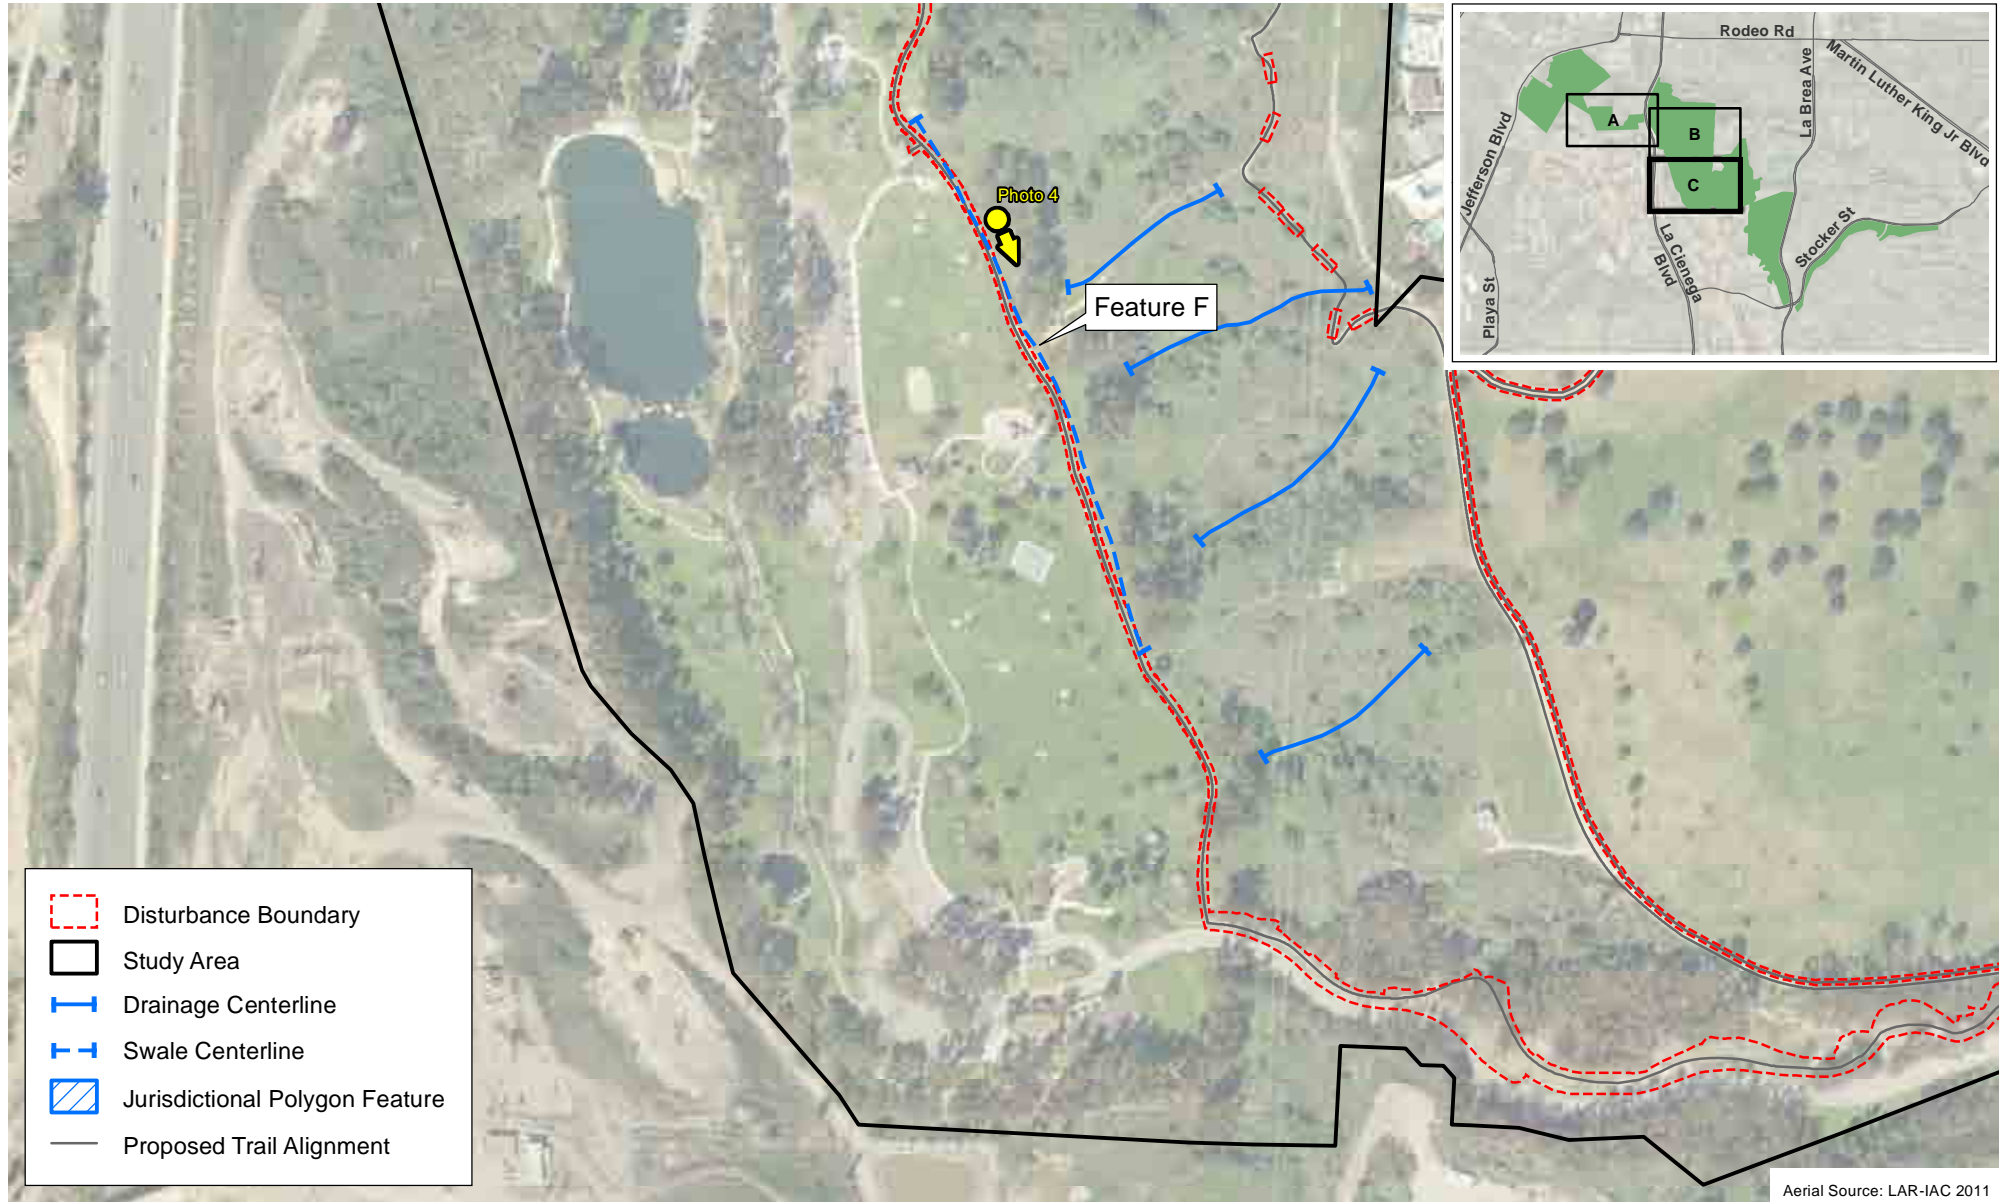 Photo 4
Feature F
Rodeo Rd
Martin Luther King Jr Blvd
La Brea Ave
Jefferson Blvd
A
B
C
La Cienega
Blvd
Stocker St
Playa St
Disturbance Boundary
Study Area
Drainage Centerline
Swale Centerline
Jurisdictional Polygon Feature
Proposed Trail Alignment
Aerial Source: LAR-IAC 2011